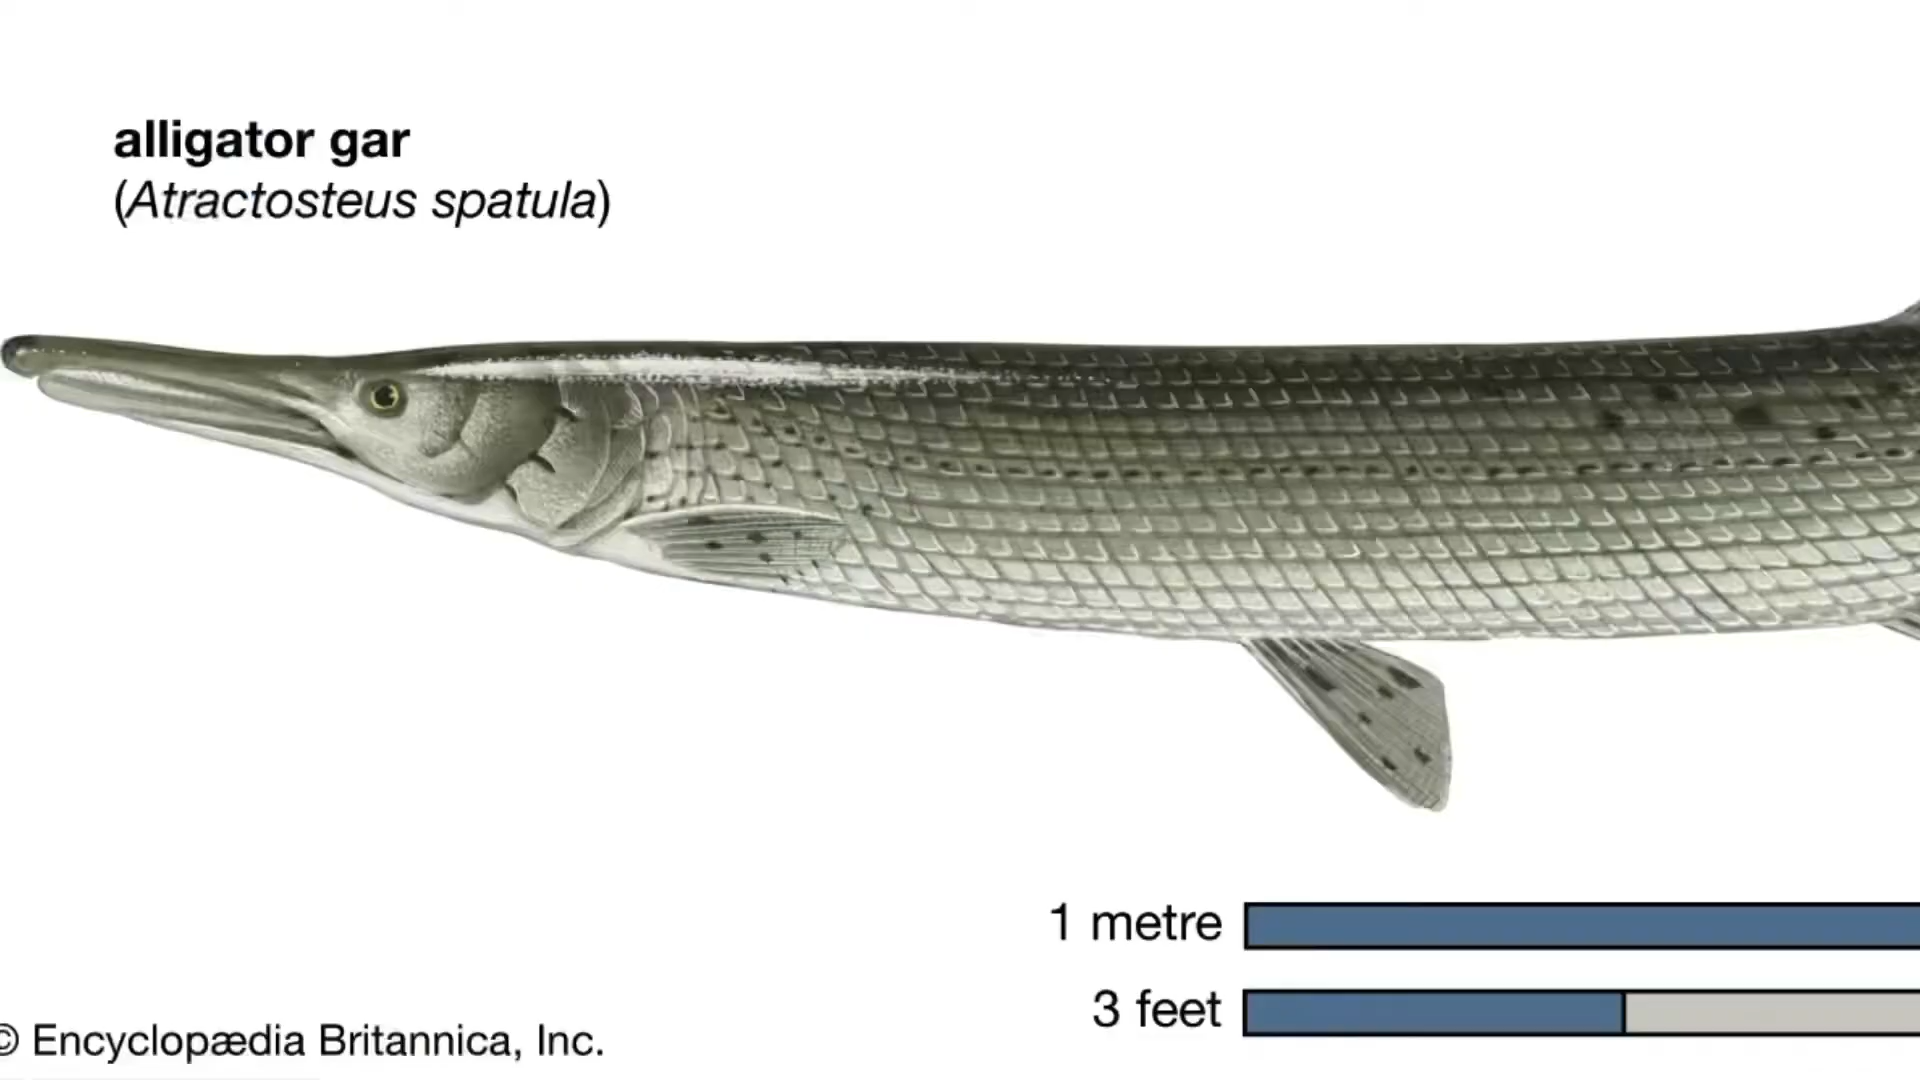 alligator gar
(Atractosteus spatula)
1 metre
3 feet
© Encyclopædia Britannica, Inc.